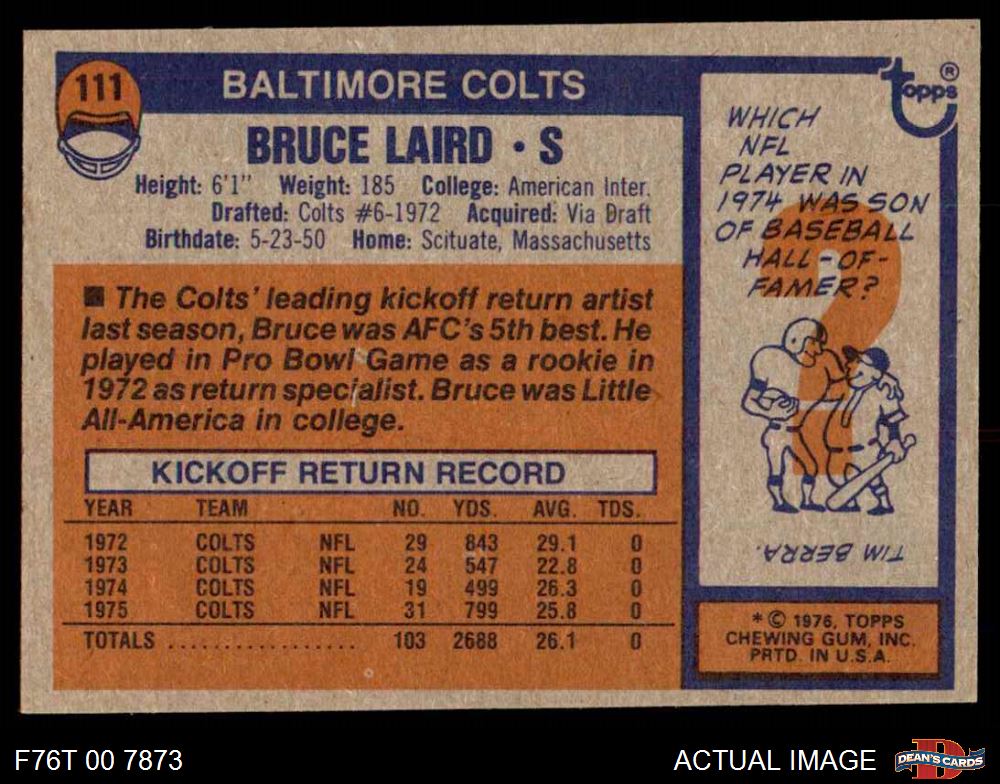 111
BALTIMORE COLTS
BRUCE LAIRD • S
Height: 6'1" Weight: 185 College: American Inter.
Drafted: Colts #6-1972 Acquired: Via Draft
Birthdate: 5-23-50 Home: Scituate, Massachusetts
■ The Colts' leading kickoff return artist
last season, Bruce was AFC's 5th best. He
played in Pro Bowl Game as a rookie in
1972 as return specialist. Bruce was Little
All-America in college.
KICKOFF RETURN RECORD
YEAR TEAM NO. YDS. AVG. TDS.
1972 COLTS NFL 29 843 29.1 0
1973 COLTS NFL 24 547 22.8 0
1974 COLTS NFL 19 499 26.3 0
1975 COLTS NFL 31 799 25.8 0
TOTALS ................. 103 2688 26.1 0
topps ®
WHICH
NFL
PLAYER IN
1974 WAS SON
OF BASEBALL
HALL-OF-
FAMER?
?
TIM BERRA.
* © 1976, TOPPS
CHEWING GUM, INC.
PRTD. IN U.S.A.
F76T 00 7873
ACTUAL IMAGE
D
DEAN'S CARDS